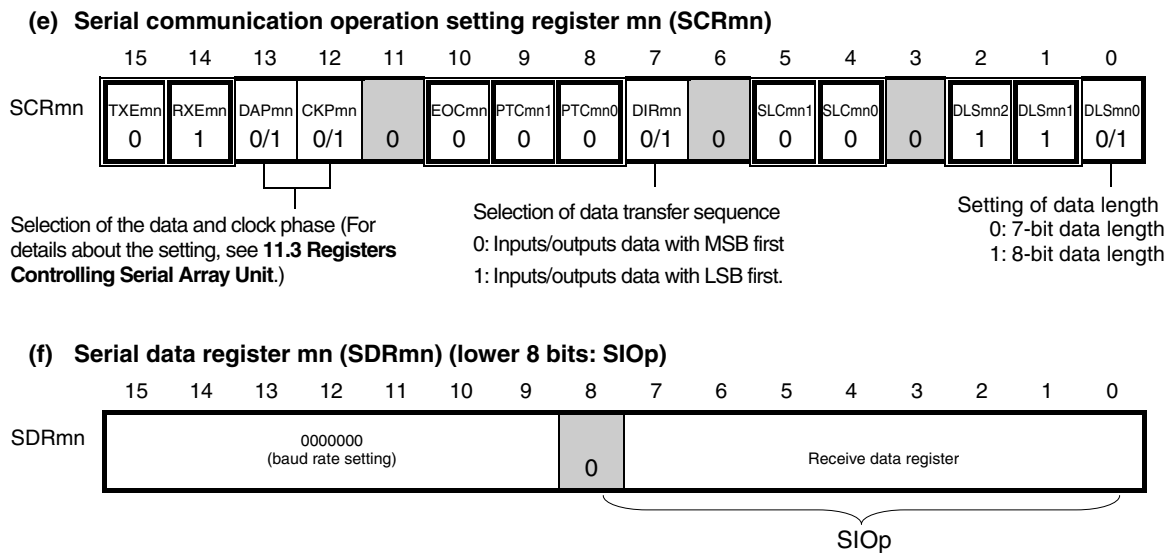 (e) Serial communication operation setting register mn (SCRmn)
15 14 13 12 11 10 9 8 7 6 5 4 3 2 1 0
SCRmn TXEmn RXEmn DAPmn CKPmn EOCmn PTCmn1 PTCmn0 DIRmn SLCmn1 SLCmn0 DLSmn2 DLSmn1 DLSmn0
0 1 0/1 0/1 0 0 0 0 0/1 0 0 0 0 1 1 0/1
Selection of the data and clock phase (For
details about the setting, see 11.3 Registers
Controlling Serial Array Unit.)
Selection of data transfer sequence
0: Inputs/outputs data with MSB first
1: Inputs/outputs data with LSB first.
Setting of data length
0: 7-bit data length
1: 8-bit data length
(f) Serial data register mn (SDRmn) (lower 8 bits: SIOp)
15 14 13 12 11 10 9 8 7 6 5 4 3 2 1 0
SDRmn
0000000
(baud rate setting)
0
Receive data register
SIOp